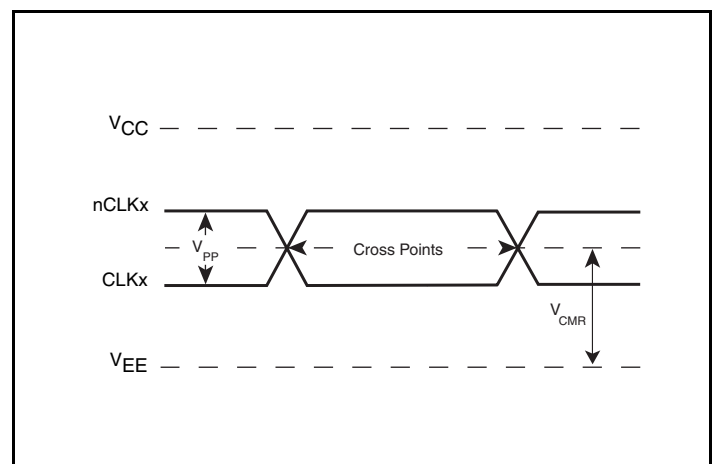 VCC
nCLKx
VPP
Cross Points
CLKx
VCMR
VEE